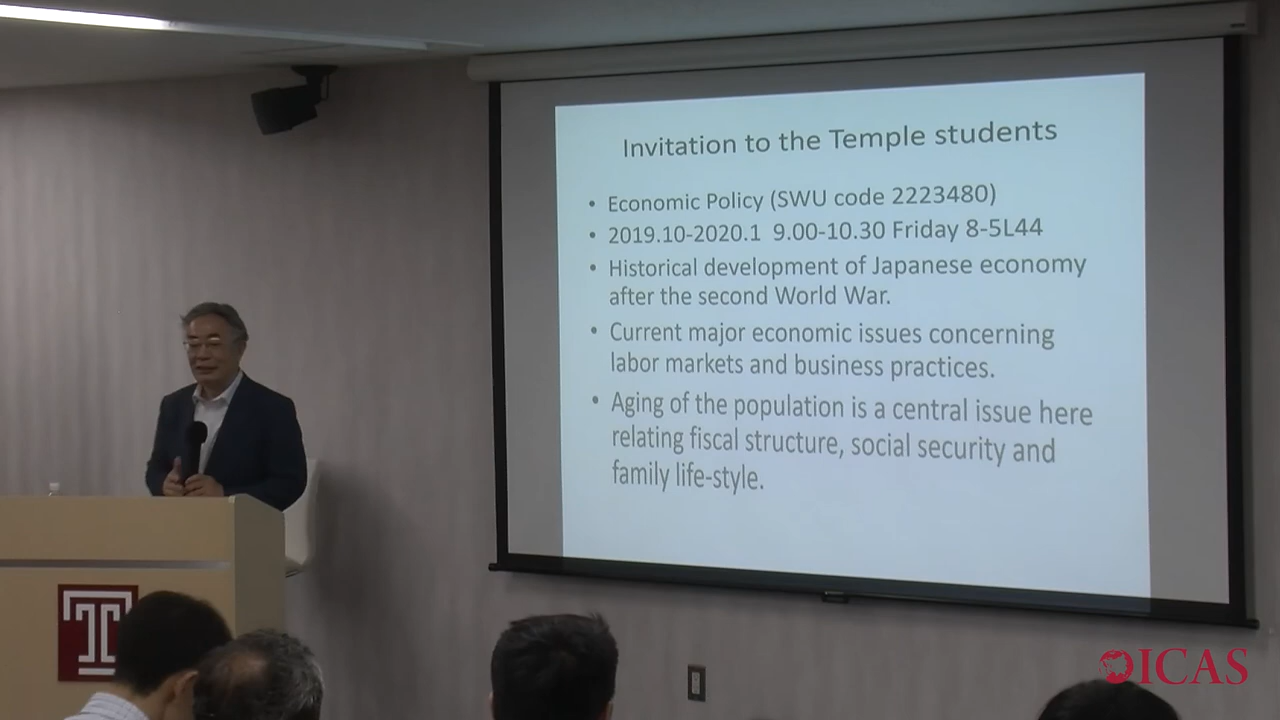 Invitation to the Temple students
• Economic Policy (SWU code 2223480)
• 2019.10-2020.1 9.00-10.30 Friday 8-5L44
• Historical development of Japanese economy
after the second World War.
• Current major economic issues concerning
labor markets and business practices.
• Aging of the population is a central issue here
relating fiscal structure, social security and
family life-style.
T
ICAS